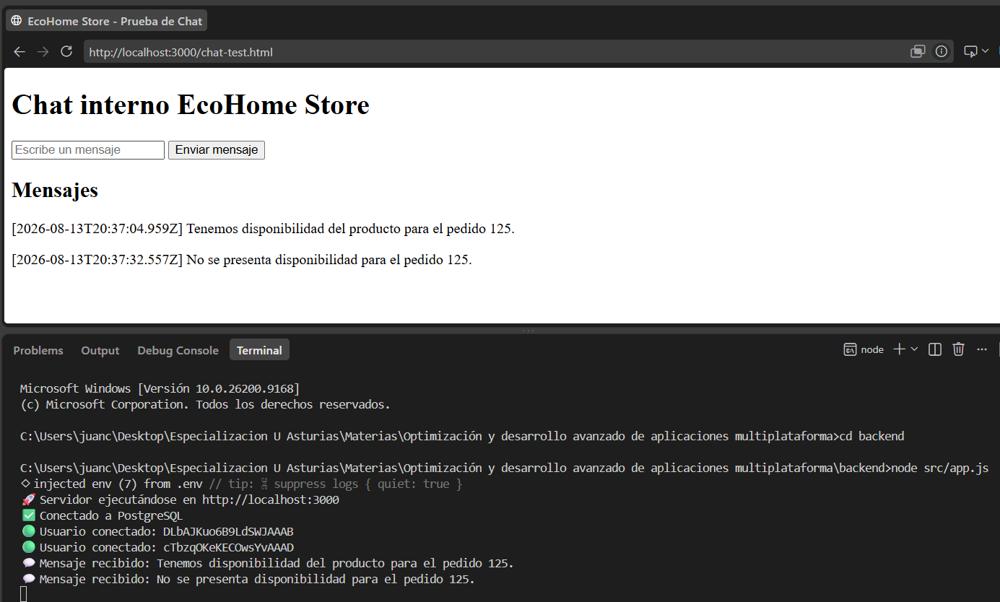 EcoHome Store - Prueba de Chat
http://localhost:3000/chat-test.html
Chat interno EcoHome Store
Escribe un mensaje Enviar mensaje
Mensajes
[2026-08-13T20:37:04.959Z] Tenemos disponibilidad del producto para el pedido 125.
[2026-08-13T20:37:32.557Z] No se presenta disponibilidad para el pedido 125.
Problems Output Debug Console Terminal node
Microsoft Windows [Versión 10.0.26200.9168]
(c) Microsoft Corporation. Todos los derechos reservados.
C:\Users\juanc\Desktop\Especializacion U Asturias\Materias\Optimización y desarrollo avanzado de aplicaciones multiplataforma>cd backend
C:\Users\juanc\Desktop\Especializacion U Asturias\Materias\Optimización y desarrollo avanzado de aplicaciones multiplataforma\backend>node src/app.js
◇ injected env (7) from .env // tip: ⌘ suppress logs { quiet: true }
🚀 Servidor ejecutándose en http://localhost:3000
✅ Conectado a PostgreSQL
🟢 Usuario conectado: DLbAJKuo6B9LdSWJAAAB
🟢 Usuario conectado: cTbzqOKeKECOwsYvAAAD
💬 Mensaje recibido: Tenemos disponibilidad del producto para el pedido 125.
💬 Mensaje recibido: No se presenta disponibilidad para el pedido 125.